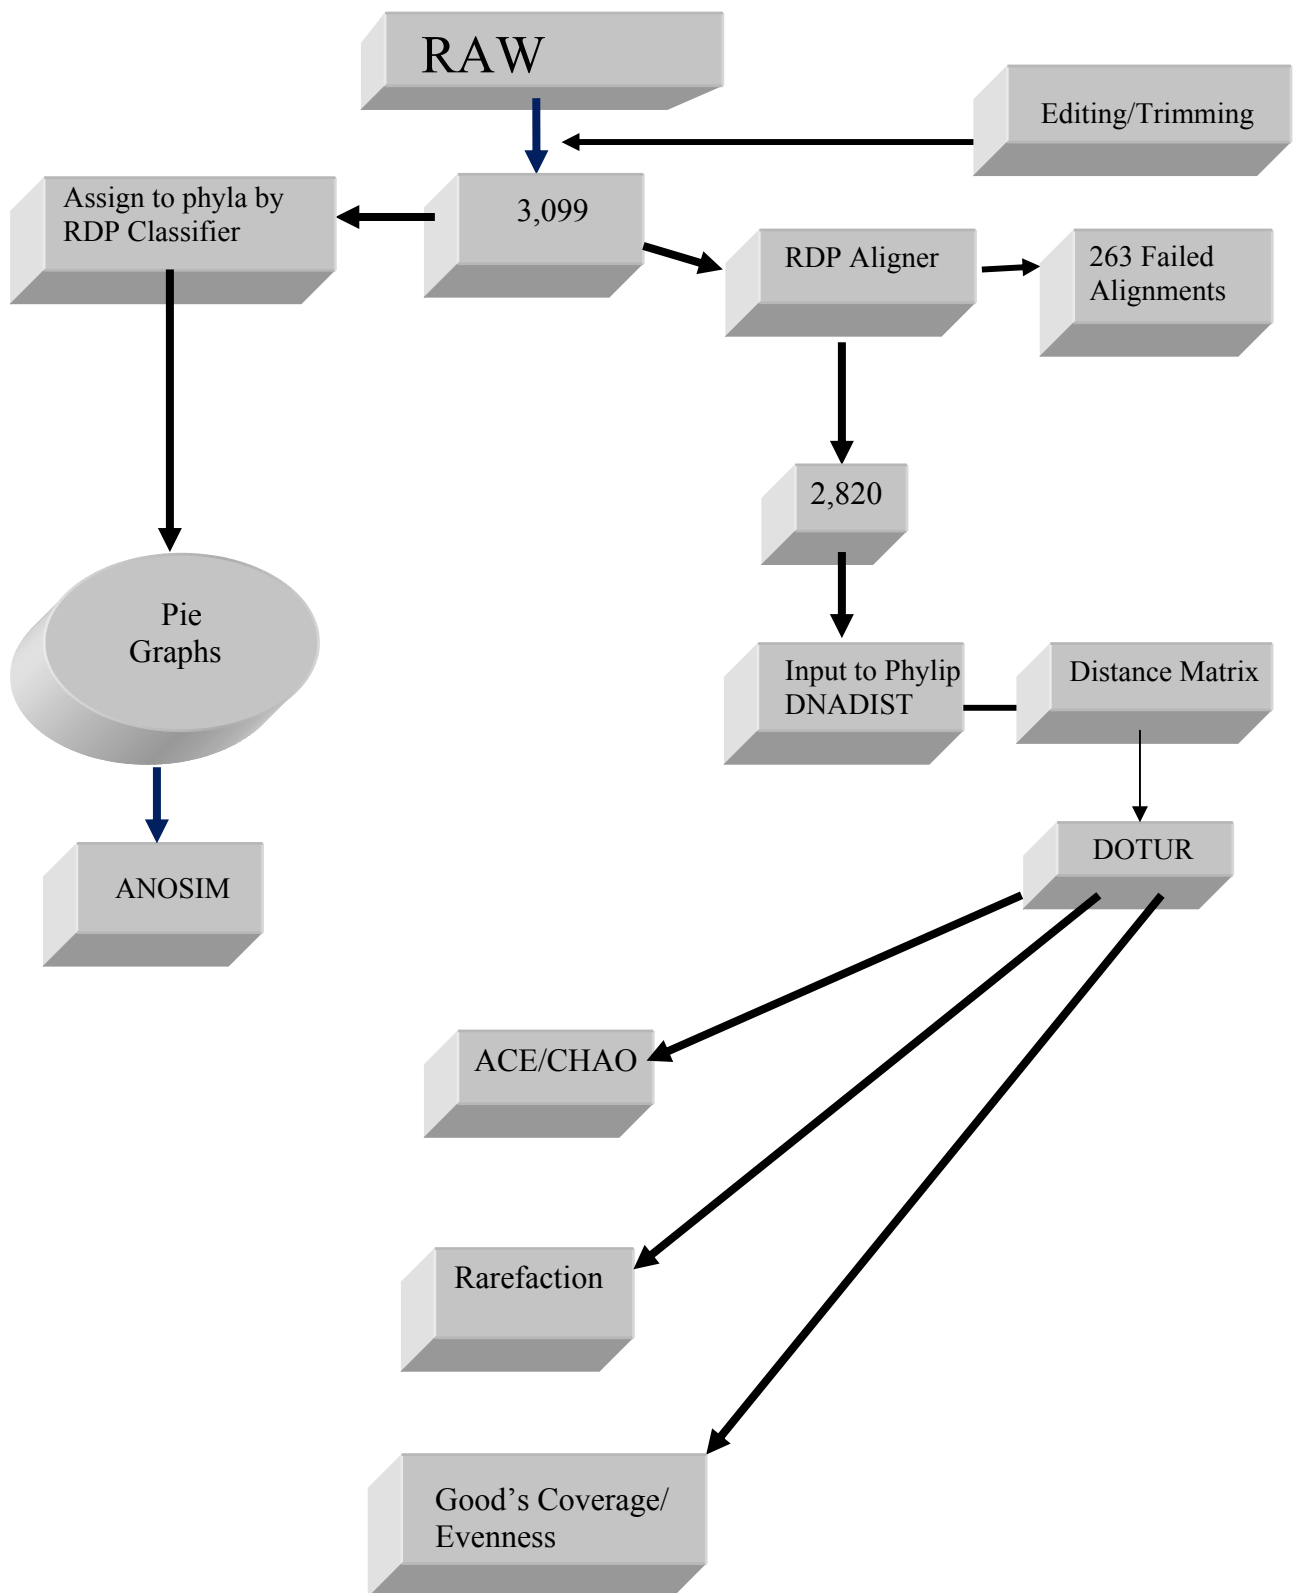 RAW
Editing/Trimming
3,099
Assign to phyla by
RDP Classifier
RDP Aligner
263 Failed
Alignments
2,820
Pie
Graphs
Input to Phylip
DNADIST
Distance Matrix
DOTUR
ANOSIM
ACE/CHAO
Rarefaction
Good’s Coverage/
Evenness